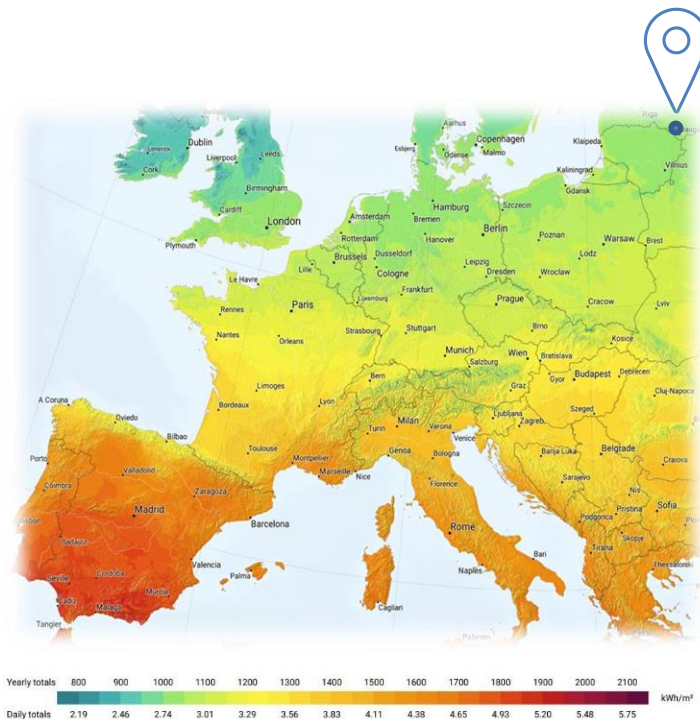 Riga
Aarhus
Copenhagen
Esbjerg
Odense
Malmo
Klaipeda
Vilnius
Kaliningrad
Gdansk
Limerick
Dublin
Cork
Liverpool
Leeds
Birmingham
Cardiff
London
Plymouth
Amsterdam
Rotterdam
Brussels
Lille
Le Havre
Hamburg
Bremen
Hanover
Szczecin
Berlin
Poznan
Warsaw
Brest
Lodz
Dusseldorf
Cologne
Leipzig
Dresden
Wroclaw
Frankfurt
Luxemburg
Prague
Cracow
Lviv
Paris
Rennes
Nantes
Orleans
Strasbourg
Stuttgart
Brno
Kosice
Munich
Salzburg
Wien
Bratislava
Gyor
Budapest
Debrecen
Cluj-Napoca
Graz
Bern
Limoges
Lyon
Bordeaux
Turin
Milan
Verona
Venice
Ljubljana
Zagreb
Szeged
A Coruna
Oviedo
Bilbao
Toulouse
Montpellier
Marseille
Nice
Genoa
Bologna
Florence
Banja Luka
Belgrade
Craiova
Sarajevo
Nis
Porto
Valladolid
Zaragoza
Coimbra
Madrid
Barcelona
Lisbon
Badajoz
Valencia
Palma
Rome
Bari
Naples
Podgorica
Pristina
Sofia
Skopje
Tirana
Thessaloniki
Seville
Cordoba
Murcia
Cadiz
Malaga
Tangier
Cagliari
Palermo
Yearly totals 800 900 1000 1100 1200 1300 1400 1500 1600 1700 1800 1900 2000 2100
kWh/m²
Daily totals 2.19 2.46 2.74 3.01 3.29 3.56 3.83 4.11 4.38 4.65 4.93 5.20 5.48 5.75